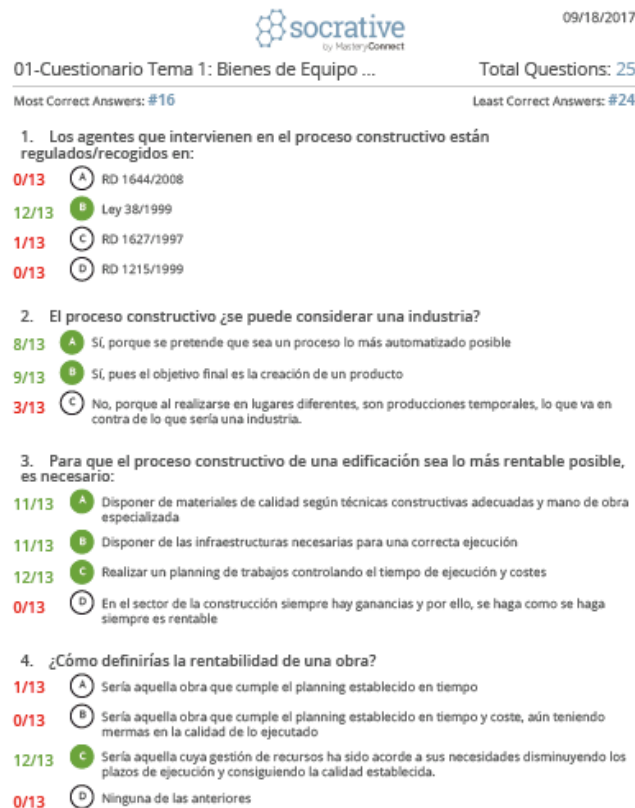 09/18/2017
socrative
by MasteryConnect
01-Cuestionario Tema 1: Bienes de Equipo ...
Total Questions: 25
Most Correct Answers: #16
Least Correct Answers: #24
1. Los agentes que intervienen en el proceso constructivo están
regulados/recogidos en:
0/13 A RD 1644/2008
12/13 B Ley 38/1999
1/13 C RD 1627/1997
0/13 D RD 1215/1999
2. El proceso constructivo ¿se puede considerar una industria?
8/13 A Sí, porque se pretende que sea un proceso lo más automatizado posible
9/13 B Sí, pues el objetivo final es la creación de un producto
3/13 C No, porque al realizarse en lugares diferentes, son producciones temporales, lo que va en
contra de lo que sería una industria.
3. Para que el proceso constructivo de una edificación sea lo más rentable posible,
es necesario:
11/13 A Disponer de materiales de calidad según técnicas constructivas adecuadas y mano de obra
especializada
11/13 B Disponer de las infraestructuras necesarias para una correcta ejecución
12/13 C Realizar un planning de trabajos controlando el tiempo de ejecución y costes
0/13 D En el sector de la construcción siempre hay ganancias y por ello, se haga como se haga
siempre es rentable
4. ¿Cómo definirías la rentabilidad de una obra?
1/13 A Sería aquella obra que cumple el planning establecido en tiempo
0/13 B Sería aquella obra que cumple el planning establecido en tiempo y coste, aún teniendo
mermas en la calidad de lo ejecutado
12/13 C Sería aquella cuya gestión de recursos ha sido acorde a sus necesidades disminuyendo los
plazos de ejecución y consiguiendo la calidad establecida.
0/13 D Ninguna de las anteriores